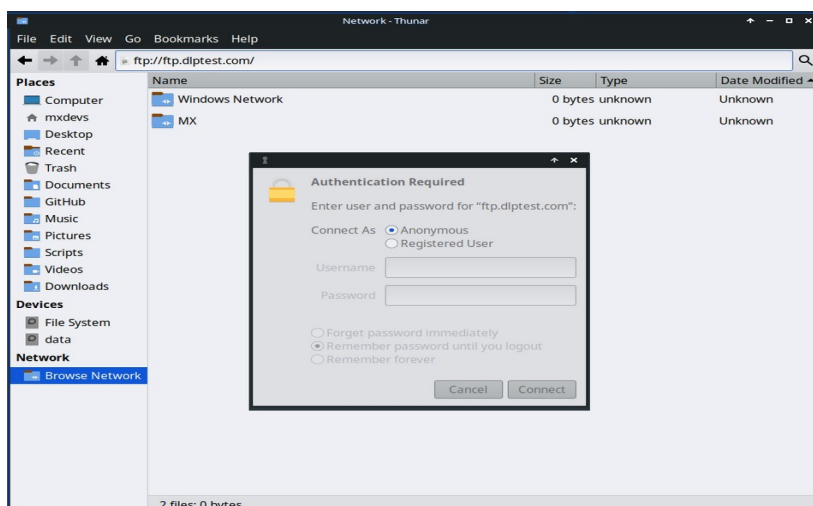 Network - Thunar
File Edit View Go Bookmarks Help
ftp://ftp.dlptest.com/
Places
Computer
mxdevs
Desktop
Recent
Trash
Documents
GitHub
Music
Pictures
Scripts
Videos
Downloads
Devices
File System
data
Network
Browse Network
Name Size Type Date Modified
Windows Network 0 bytes unknown Unknown
MX 0 bytes unknown Unknown
Authentication Required
Enter user and password for “ftp.dlptest.com”:
Connect As Anonymous
Registered User
Username
Password
Forget password immediately
Remember password until you logout
Remember forever
Cancel Connect
2 files: 0 bytes